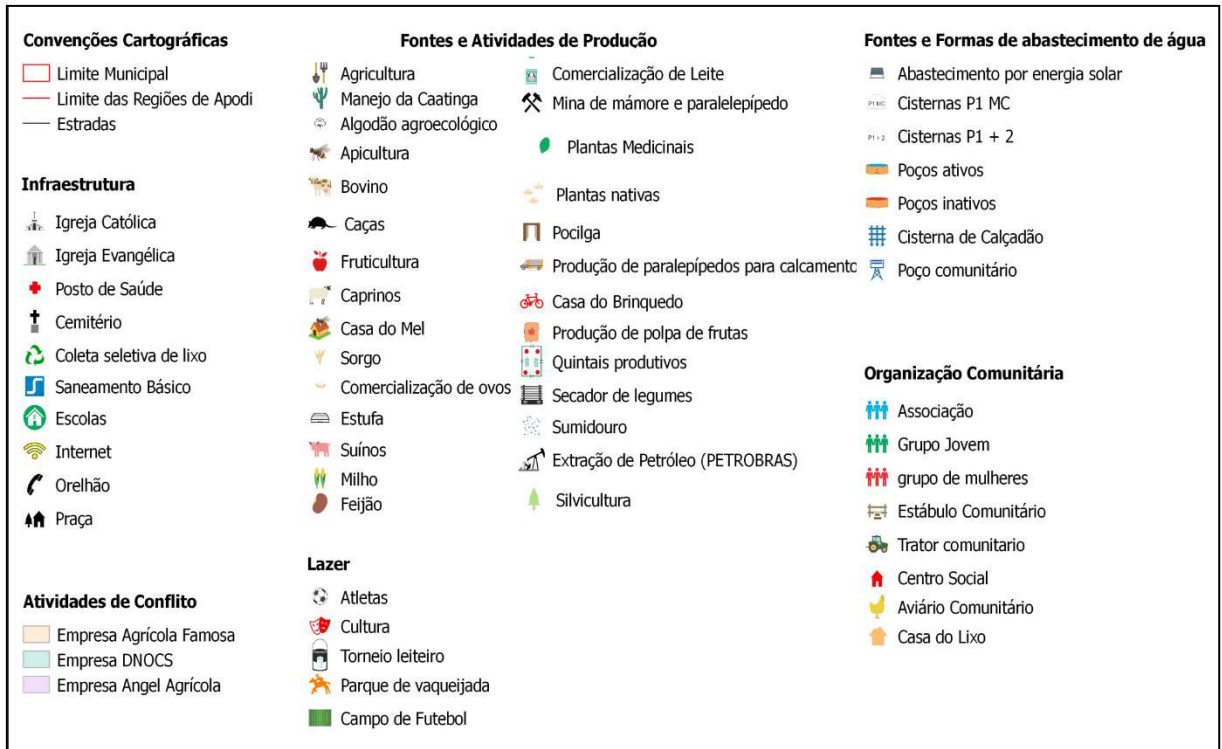 Convenções Cartográficas
Limite Municipal
Limite das Regiões de Apodi
Estradas
Infraestrutura
Igreja Católica
Igreja Evangélica
Posto de Saúde
Cemitério
Coleta seletiva de lixo
Saneamento Básico
Escolas
Internet
Orelhão
Praça
Atividades de Conflito
Empresa Agrícola Famosa
Empresa DNOCS
Empresa Angel Agrícola
Fontes e Atividades de Produção
Agricultura
Manejo da Caatinga
Algodão agroecológico
Apicultura
Bovino
Caças
Fruticultura
Caprinos
Casa do Mel
Sorgo
Comercialização de ovos
Estufa
Suínos
Milho
Feijão
Comercialização de Leite
Mina de mámore e paralelepípedo
Plantas Medicinais
Plantas nativas
Pocilga
Produção de paralepípedos para calcamento
Casa do Brinquedo
Produção de polpa de frutas
Quintais produtivos
Secador de legumes
Sumidouro
Extração de Petróleo (PETROBRAS)
Silvicultura
Lazer
Atletas
Cultura
Torneio leiteiro
Parque de vaqueijada
Campo de Futebol
Fontes e Formas de abastecimento de água
Abastecimento por energia solar
P1 MC Cisternas P1 MC
P1 + 2 Cisternas P1 + 2
Poços ativos
Poços inativos
Cisterna de Calçadão
Poço comunitário
Organização Comunitária
Associação
Grupo Jovem
grupo de mulheres
Estábulo Comunitário
Trator comunitario
Centro Social
Aviário Comunitário
Casa do Lixo